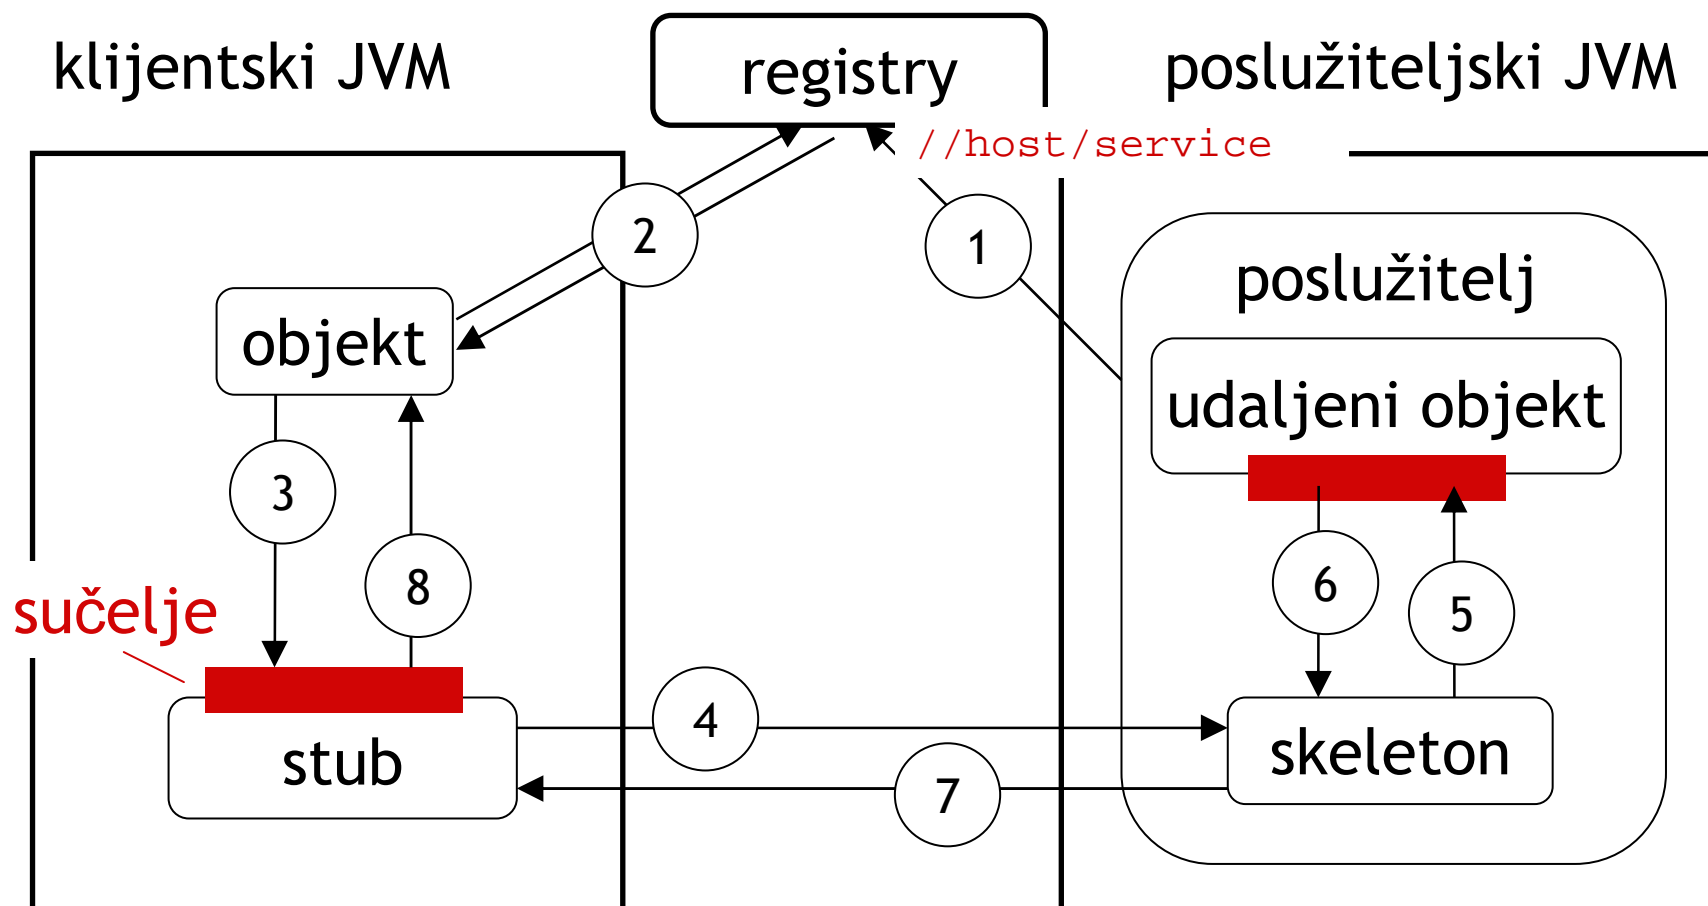 klijentski JVM
registry
poslužiteljski JVM
//host/service
2
1
poslužitelj
objekt
udaljeni objekt
3
8
6
5
sučelje
4
stub
skeleton
7